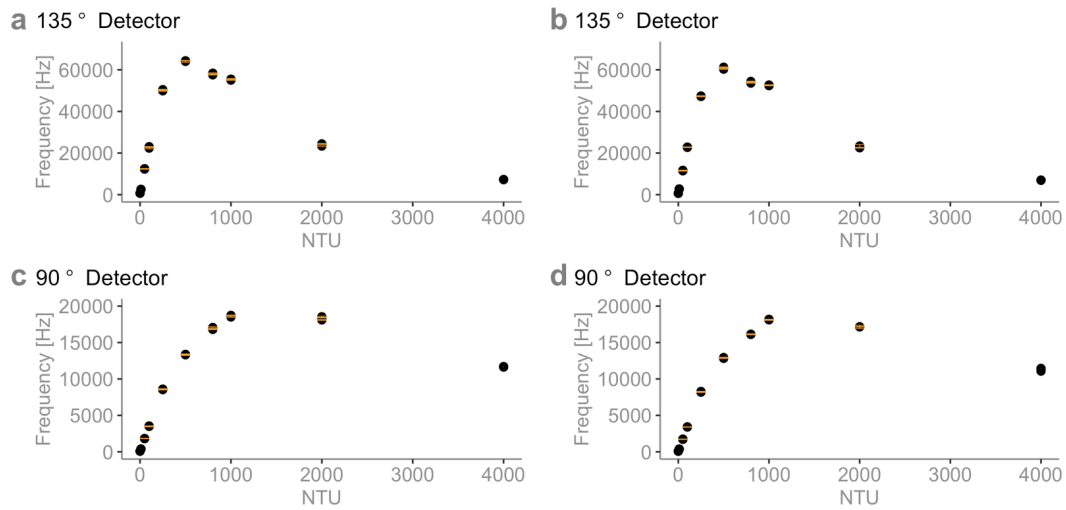 a 135 ° Detector
Frequency [Hz]
60000
40000
20000
0
0 1000 2000 3000 4000
NTU
b 135 ° Detector
Frequency [Hz]
60000
40000
20000
0
0 1000 2000 3000 4000
NTU
c 90 ° Detector
Frequency [Hz]
20000
15000
10000
5000
0
0 1000 2000 3000 4000
NTU
d 90 ° Detector
Frequency [Hz]
20000
15000
10000
5000
0
0 1000 2000 3000 4000
NTU